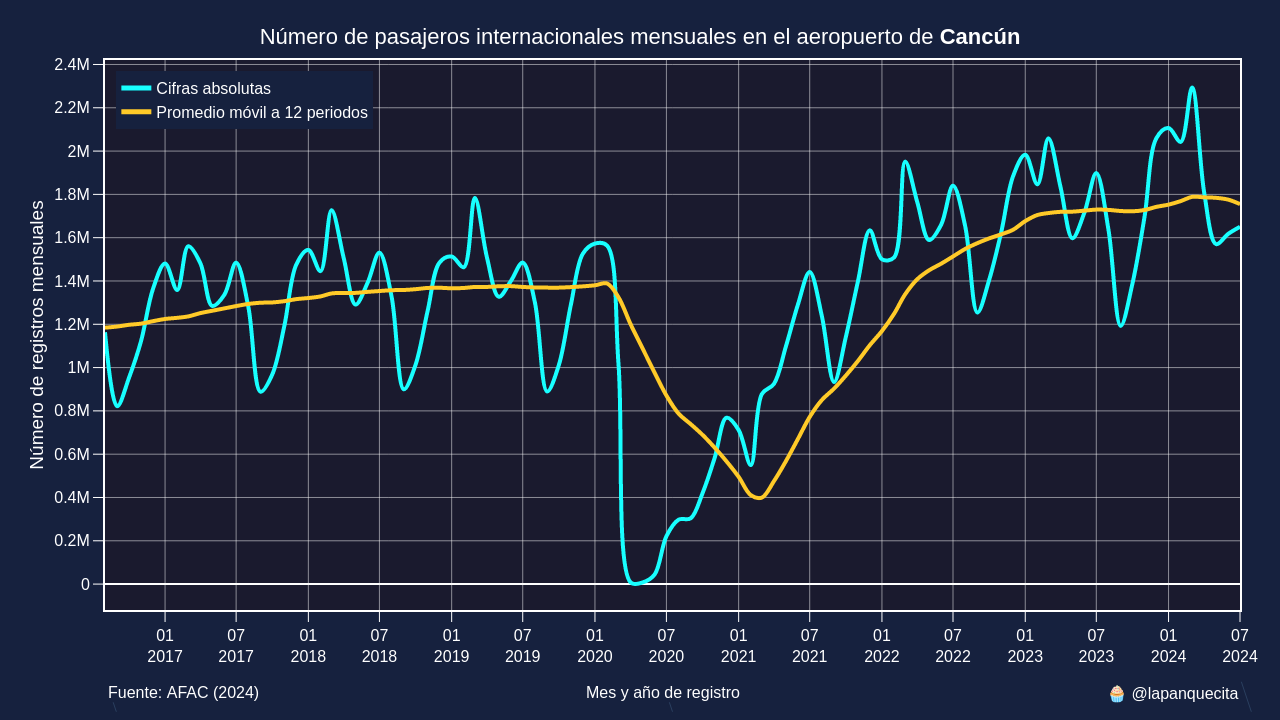 Número de pasajeros internacionales mensuales en el aeropuerto de Cancún
Cifras absolutas
Promedio móvil a 12 periodos
Número de registros mensuales
2.4M
2.2M
2M
1.8M
1.6M
1.4M
1.2M
1M
0.8M
0.6M
0.4M
0.2M
0
01 07 01 07 01 07 01 07 01 07 01 07 01 07 01 07
2017 2017 2018 2018 2019 2019 2020 2020 2021 2021 2022 2022 2023 2023 2024 2024
Fuente: AFAC (2024) Mes y año de registro 🧁 @lapanquecita